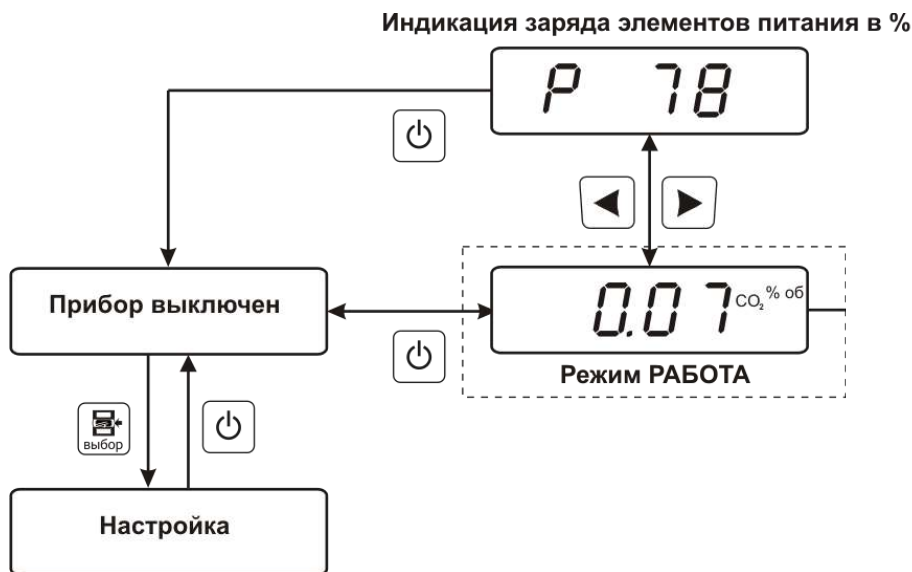 Индикация заряда элементов питания в %
P 78
Прибор выключен
0.07 CO₂ % об
Режим РАБОТА
выбор
Настройка